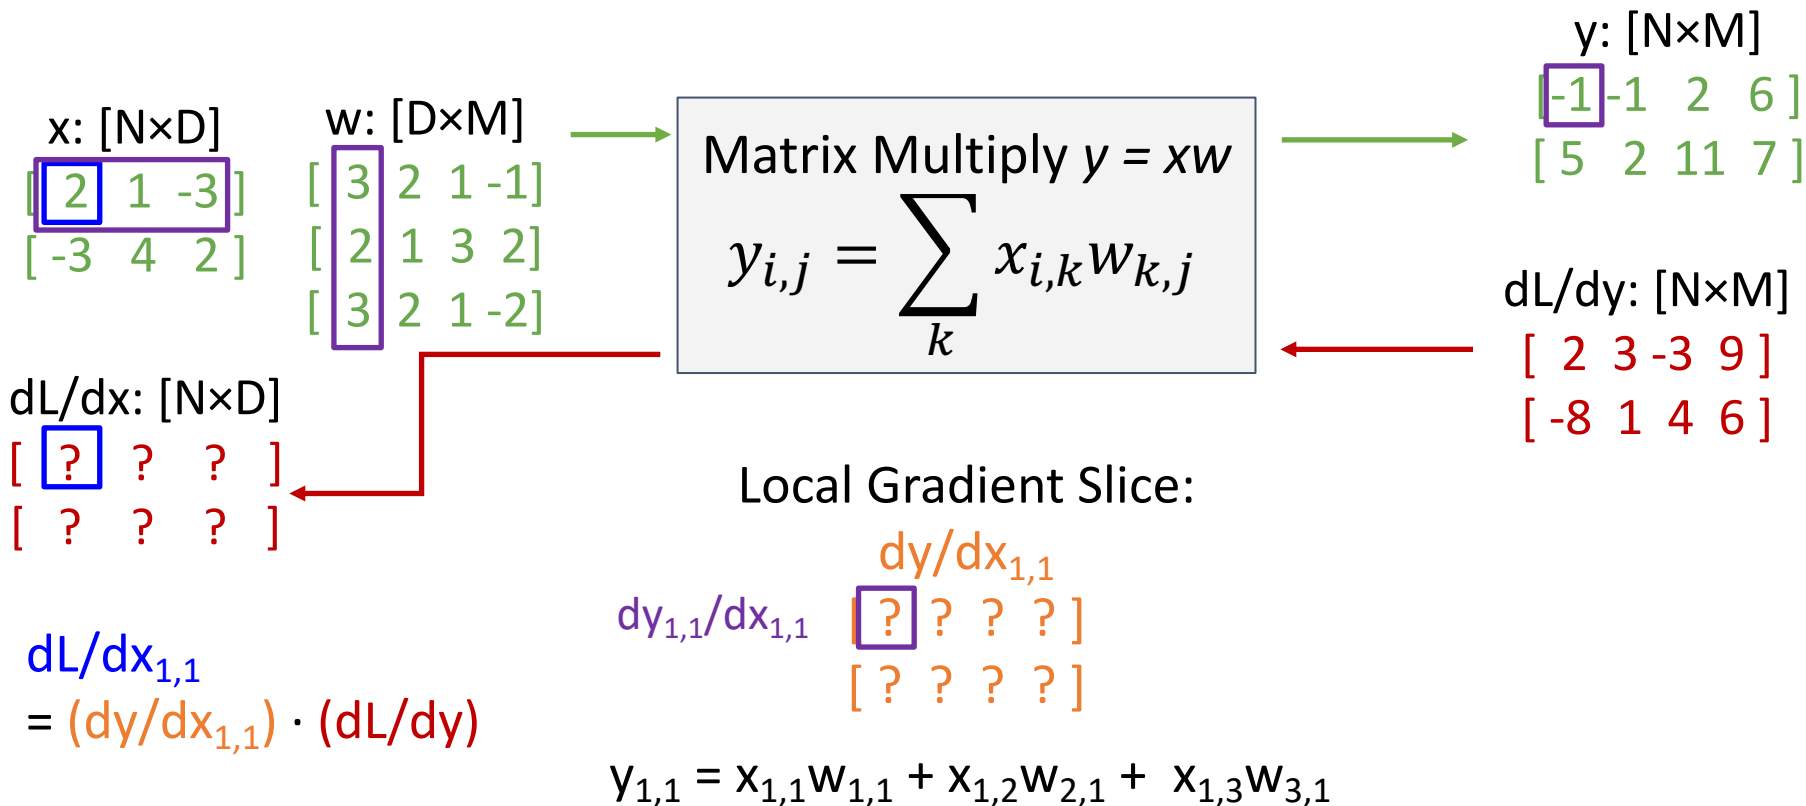 x: [N×D]
[ 2 1 -3 ]
[ -3 4 2 ]
w: [D×M]
[ 3 2 1 -1]
[ 2 1 3 2]
[ 3 2 1 -2]
Matrix Multiply y = xw
y_{i,j} = ∑_k x_{i,k}w_{k,j}
y: [N×M]
[-1 -1 2 6 ]
[ 5 2 11 7 ]
dL/dy: [N×M]
[ 2 3 -3 9 ]
[ -8 1 4 6 ]
dL/dx: [N×D]
[ ? ? ? ]
[ ? ? ? ]
dL/dx_{1,1}
= (dy/dx_{1,1}) · (dL/dy)
Local Gradient Slice:
dy/dx_{1,1}
dy_{1,1}/dx_{1,1}
[ ? ? ? ? ]
[ ? ? ? ? ]
y_{1,1} = x_{1,1}w_{1,1} + x_{1,2}w_{2,1} + x_{1,3}w_{3,1}